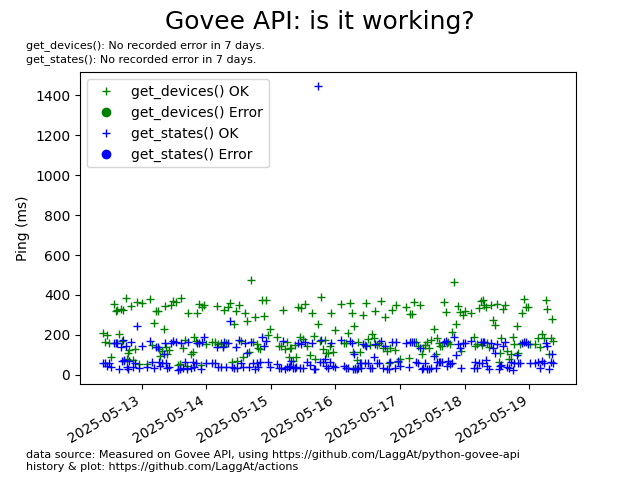 Govee API: is it working?
get_devices(): No recorded error in 7 days.
get_states(): No recorded error in 7 days.
get_devices() OK
get_devices() Error
get_states() OK
get_states() Error
Ping (ms)
1400
1200
1000
800
600
400
200
0
2025-05-13
2025-05-14
2025-05-15
2025-05-16
2025-05-17
2025-05-18
2025-05-19
data source: Measured on Govee API, using https://github.com/LaggAt/python-govee-api
history & plot: https://github.com/LaggAt/actions